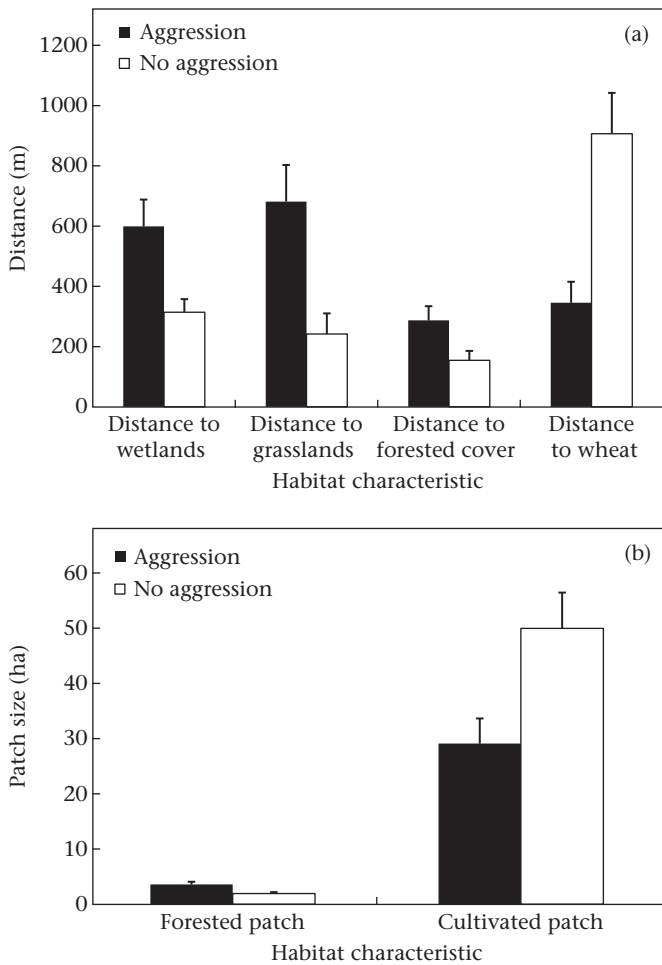 (a)
Aggression
No aggression
1200
1000
800
600
400
200
0
Distance (m)
Distance to wetlands
Distance to grasslands
Distance to forested cover
Distance to wheat
Habitat characteristic
(b)
Aggression
No aggression
60
50
40
30
20
10
0
Patch size (ha)
Forested patch
Cultivated patch
Habitat characteristic